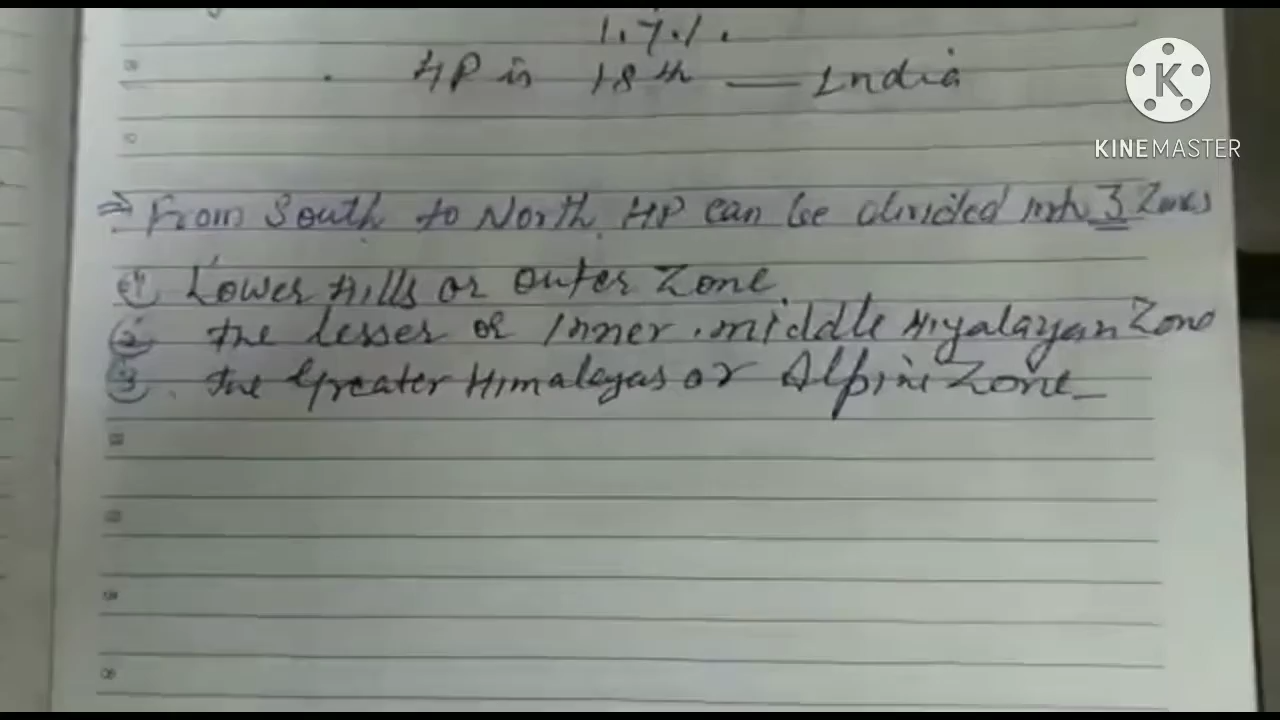 1.7%.
. HP is 18th — India
K
KINEMASTER
⇒ From South to North, HP can be divided into 3 Zones
① Lower Hills or Outer Zone
② The lesser or Inner . middle Hiyalayan Zone
③ . The Greater Himalayas or Alpine Zone_